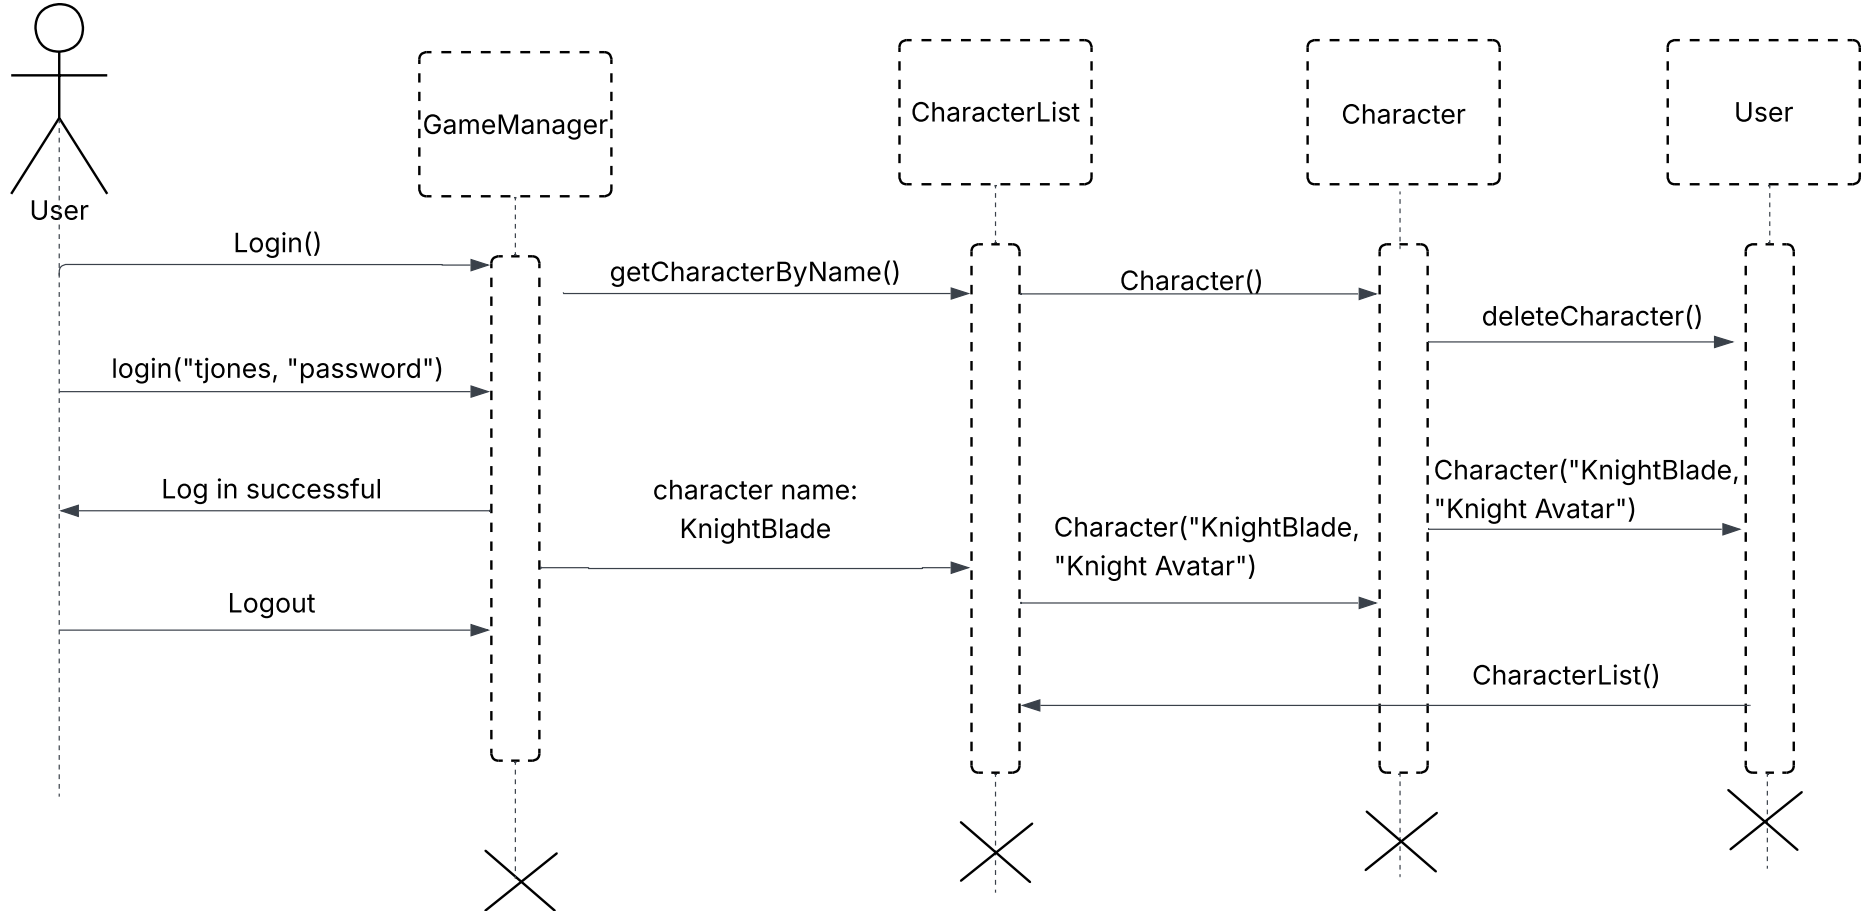 GameManager
CharacterList
Character
User
User
Login()
getCharacterByName()
Character()
deleteCharacter()
login("tjones, "password")
Log in successful
character name:
KnightBlade
Character("KnightBlade,
"Knight Avatar")
Character("KnightBlade,
"Knight Avatar")
Logout
CharacterList()